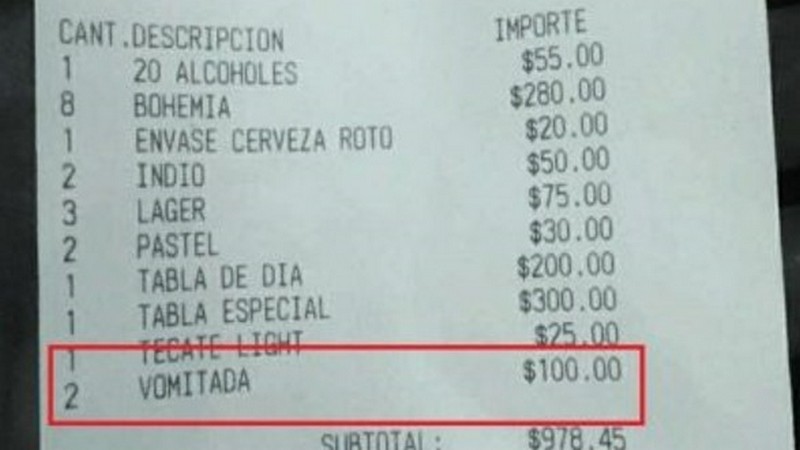 CANT.DESCRIPCION IMPORTE
1 20 ALCOHOLES $55.00
8 BOHEMIA $280.00
1 ENVASE CERVEZA ROTO $20.00
2 INDIO $50.00
3 LAGER $75.00
2 PASTEL $30.00
1 TABLA DE DIA $200.00
1 TABLA ESPECIAL $300.00
1 TECATE LIGHT $25.00
2 VOMITADA $100.00
SUBTOTAL: $978.45